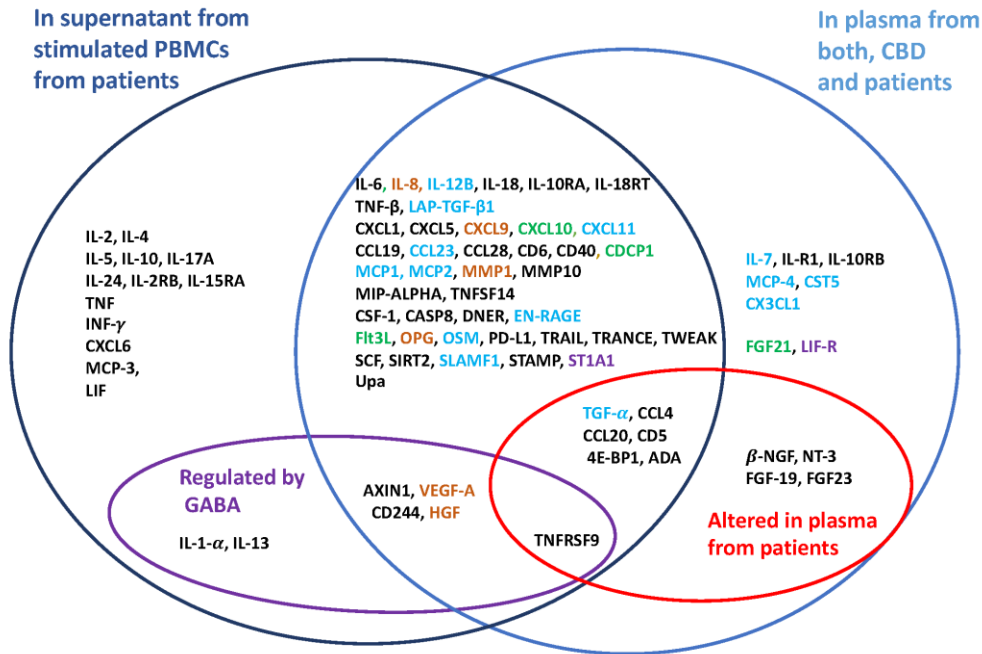 In supernatant from
stimulated PBMCs
from patients
In plasma from
both, CBD
and patients
IL-2, IL-4
IL-5, IL-10, IL-17A
IL-24, IL-2RB, IL-15RA
TNF
INF-γ
CXCL6
MCP-3,
LIF
IL-6, IL-8, IL-12B, IL-18, IL-10RA, IL-18RT
TNF-β, LAP-TGF-β1
CXCL1, CXCL5, CXCL9, CXCL10, CXCL11
CCL19, CCL23, CCL28, CD6, CD40, CDCP1
MCP1, MCP2, MMP1, MMP10
MIP-ALPHA, TNFSF14
CSF-1, CASP8, DNER, EN-RAGE
Flt3L, OPG, OSM, PD-L1, TRAIL, TRANCE, TWEAK
SCF, SIRT2, SLAMF1, STAMP, ST1A1
Upa
IL-7, IL-R1, IL-10RB
MCP-4, CST5
CX3CL1
FGF21, LIF-R
TGF-α, CCL4
CCL20, CD5
4E-BP1, ADA
β-NGF, NT-3
FGF-19, FGF23
Altered in plasma
from patients
Regulated by
GABA
IL-1-α, IL-13
AXIN1, VEGF-A
CD244, HGF
TNFRSF9